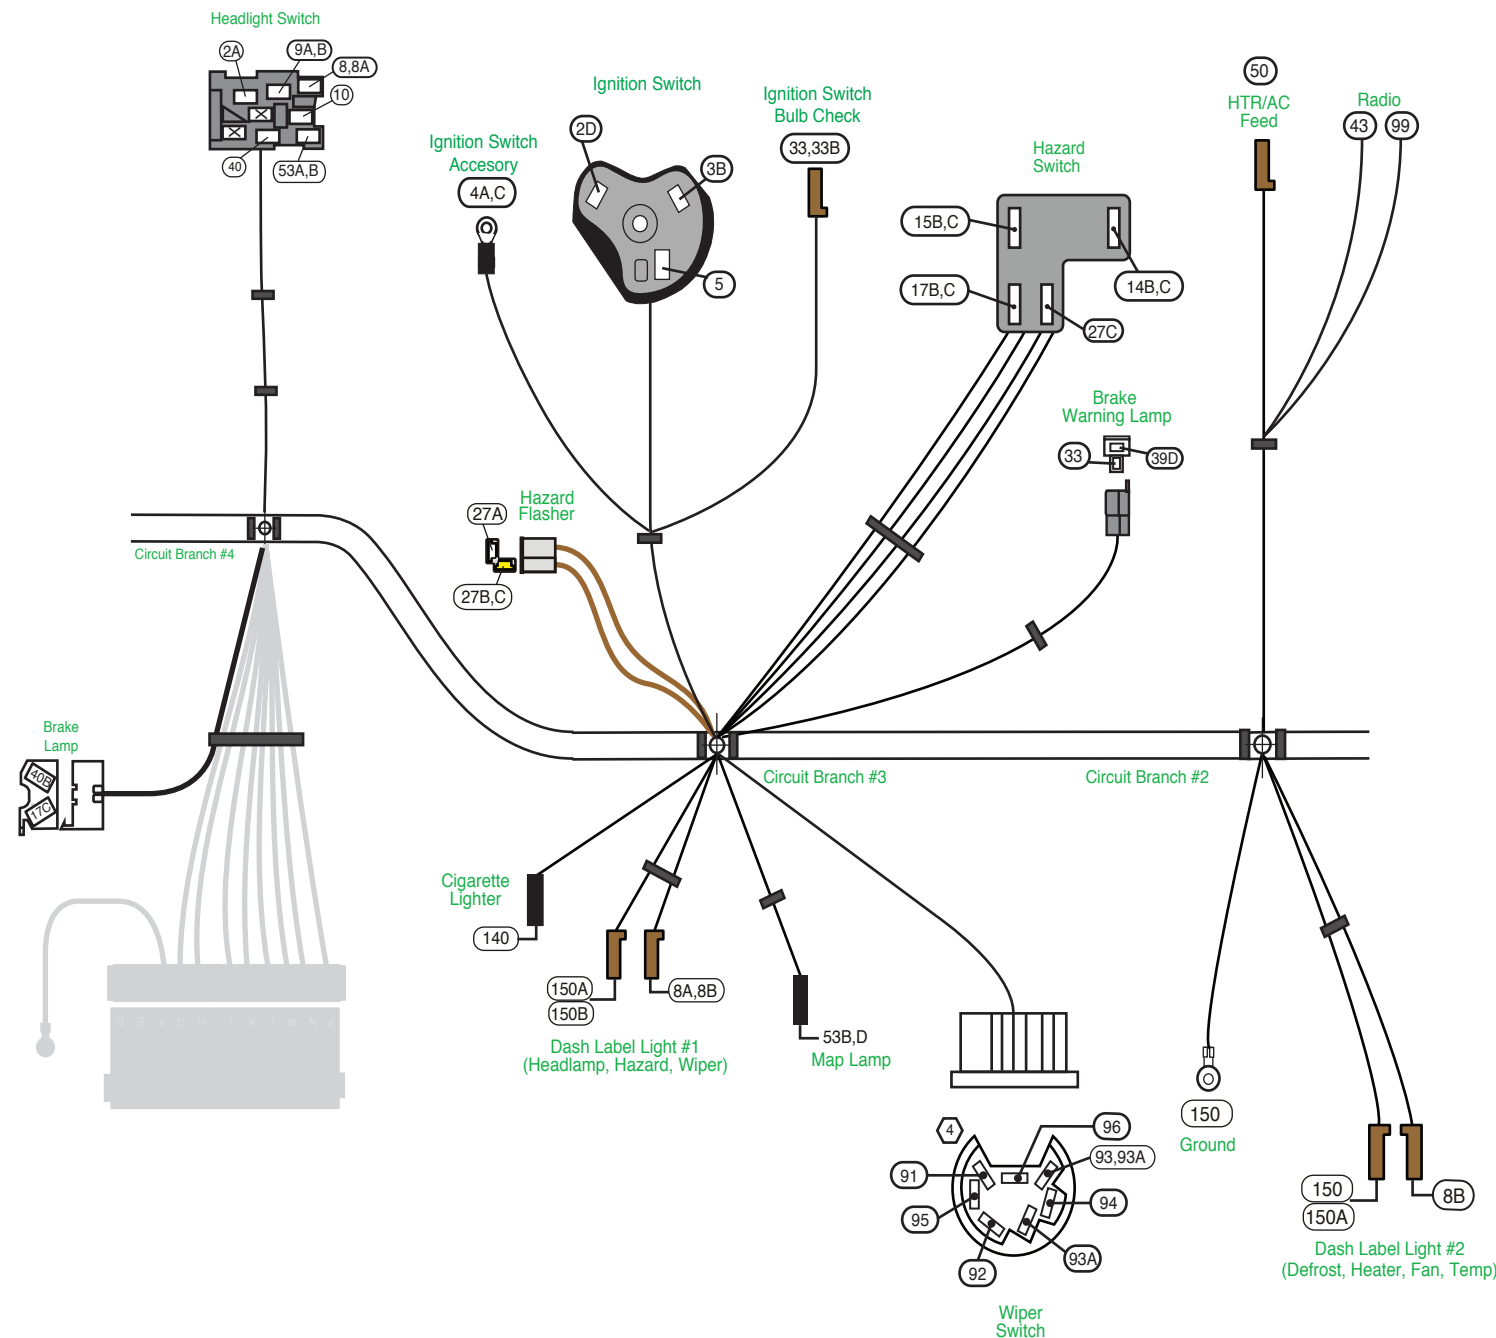 Headlight Switch
2A
9A,B
8,8A
10
40
53A,B
Ignition Switch
Accesory
4A,C
Ignition Switch
2D
3B
5
Ignition Switch
Bulb Check
33,33B
Hazard
Switch
15B,C
17B,C
14B,C
27C
50
HTR/AC
Feed
Radio
43
99
Brake
Warning Lamp
33
39D
Hazard
Flasher
27A
27B,C
Circuit Branch #4
Brake
Lamp
40B
17C
Circuit Branch #3
Circuit Branch #2
Cigarette
Lighter
140
150A
150B
8A,8B
Dash Label Light #1
(Headlamp, Hazard, Wiper)
53B,D
Map Lamp
D E F G H J K L M N P
4
96
93,93A
91
94
95
92
93A
Wiper
Switch
150
Ground
150
150A
8B
Dash Label Light #2
(Defrost, Heater, Fan, Temp)